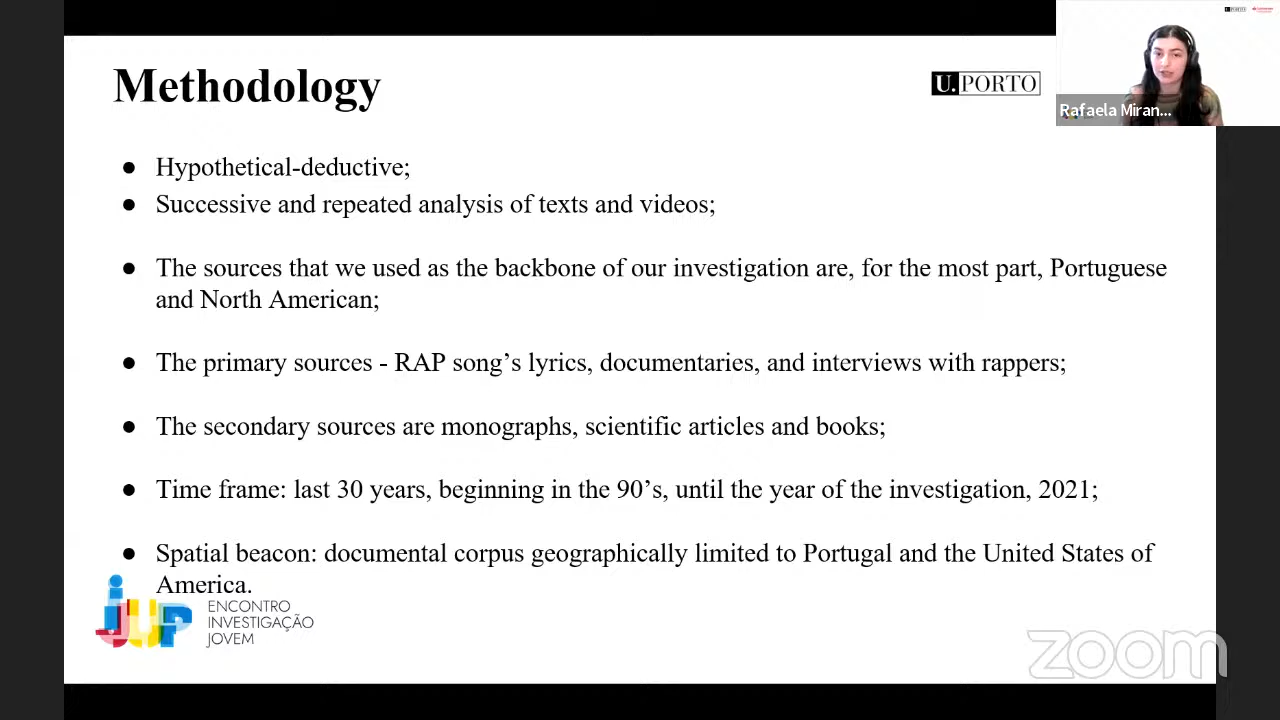 Methodology
U. PORTO
Rafaela Miran...
● Hypothetical-deductive;
● Successive and repeated analysis of texts and videos;
● The sources that we used as the backbone of our investigation are, for the most part, Portuguese
and North American;
● The primary sources - RAP song’s lyrics, documentaries, and interviews with rappers;
● The secondary sources are monographs, scientific articles and books;
● Time frame: last 30 years, beginning in the 90’s, until the year of the investigation, 2021;
● Spatial beacon: documental corpus geographically limited to Portugal and the United States of
America.
iJUP
ENCONTRO
INVESTIGAÇÃO
JOVEM
zoom